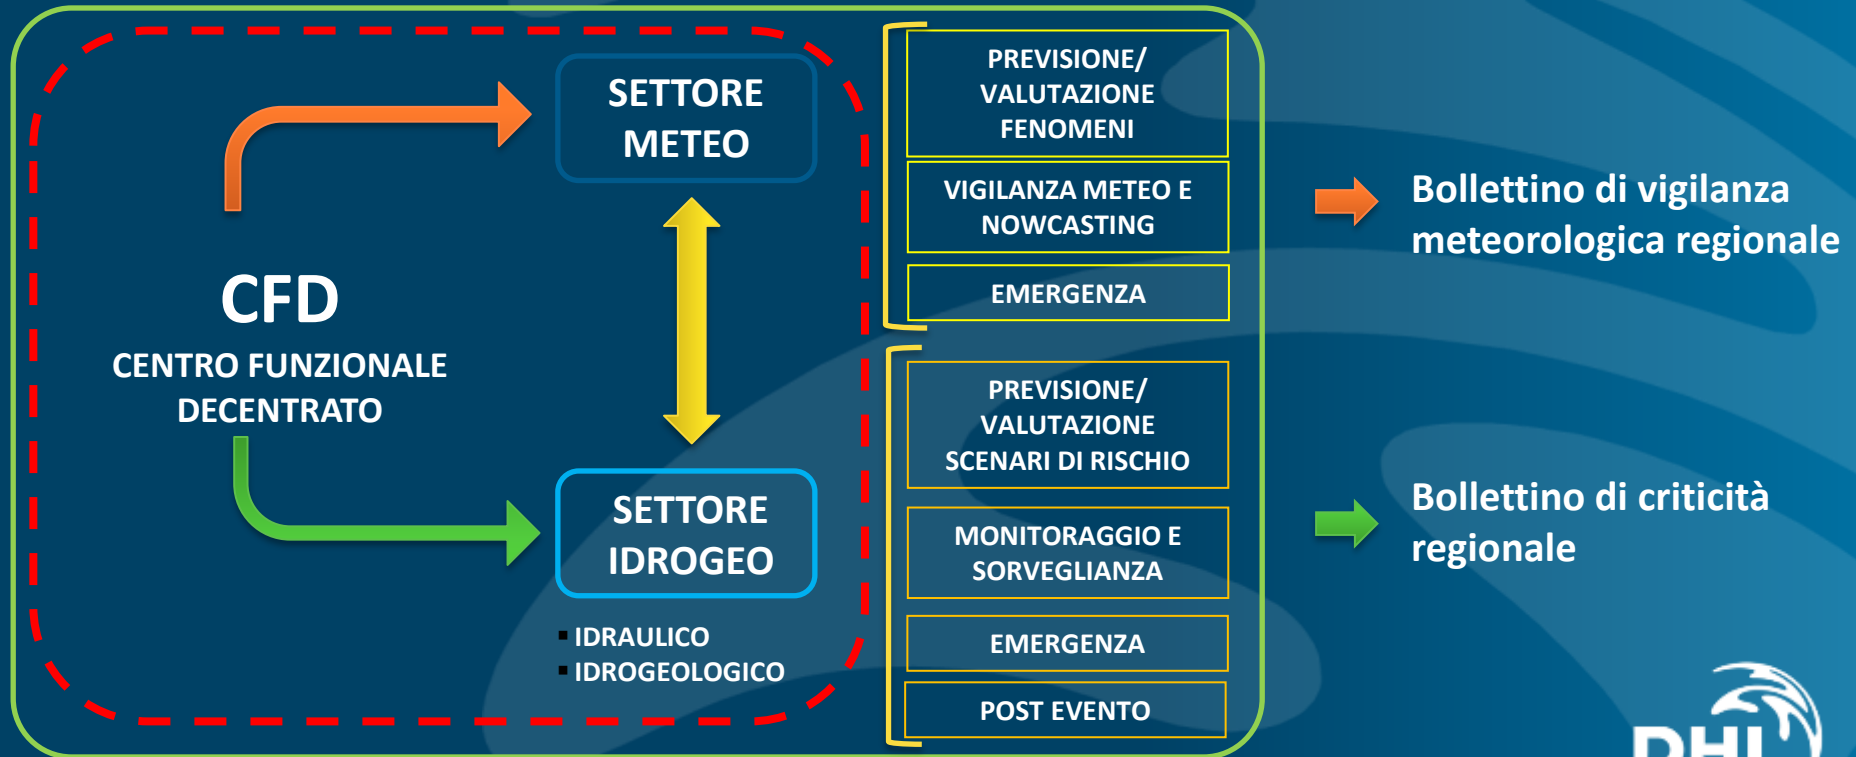 CFD
CENTRO FUNZIONALE
DECENTRATO
SETTORE
METEO
SETTORE
IDROGEO
▪ IDRAULICO
▪ IDROGEOLOGICO
PREVISIONE/
VALUTAZIONE
FENOMENI
VIGILANZA METEO E
NOWCASTING
EMERGENZA
PREVISIONE/
VALUTAZIONE
SCENARI DI RISCHIO
MONITORAGGIO E
SORVEGLIANZA
EMERGENZA
POST EVENTO
Bollettino di vigilanza
meteorologica regionale
Bollettino di criticità
regionale
DHI